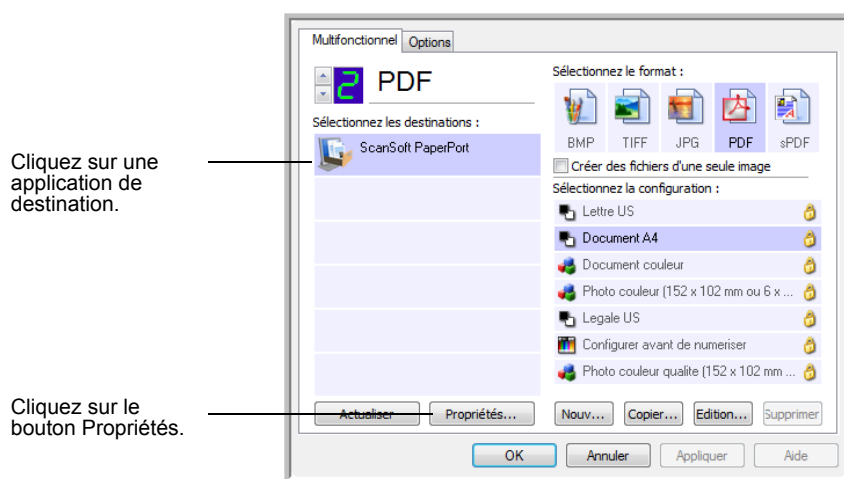 Multifonctionnel Options
2 PDF
Sélectionnez les destinations :
ScanSoft PaperPort
Sélectionnez le format :
BMP TIFF JPG PDF sPDF
Créer des fichiers d'une seule image
Sélectionnez la configuration :
Lettre US
Document A4
Document couleur
Photo couleur (152 x 102 mm ou 6 x ...
Legale US
Configurer avant de numeriser
Photo couleur qualite (152 x 102 mm ...
Cliquez sur une
application de
destination.
Cliquez sur le
bouton Propriétés.
Actualiser Propriétés... Nouv... Copier... Edition... Supprimer
OK Annuler Appliquer Aide